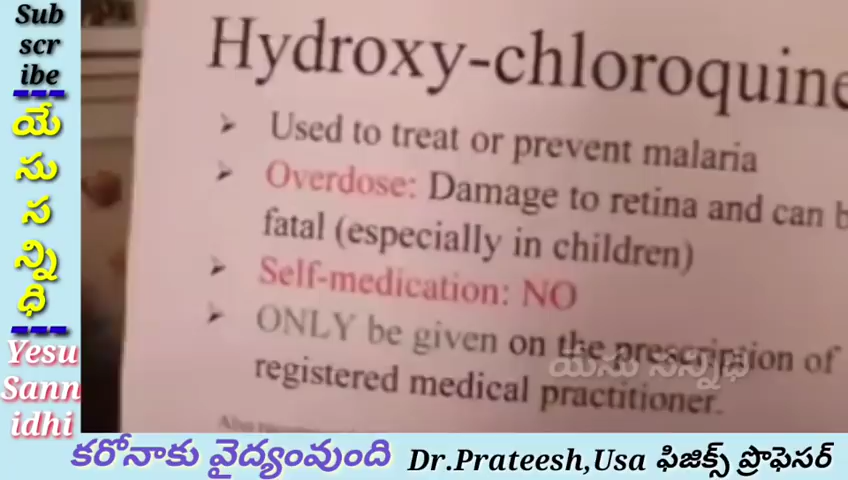 Sub
scr
ibe
యే
సు
స
న్ని
ధి
Yesu
Sann
idhi
Hydroxy-chloroquine
➤ Used to treat or prevent malaria
➤ Overdose: Damage to retina and can b
fatal (especially in children)
➤ Self-medication: NO
➤ ONLY be given on the prescription of
registered medical practitioner.
యేసు సన్నిధి
కరోనాకు వైద్యంవుంది Dr.Prateesh,Usa ఫిజిక్స్ ప్రొఫెసర్